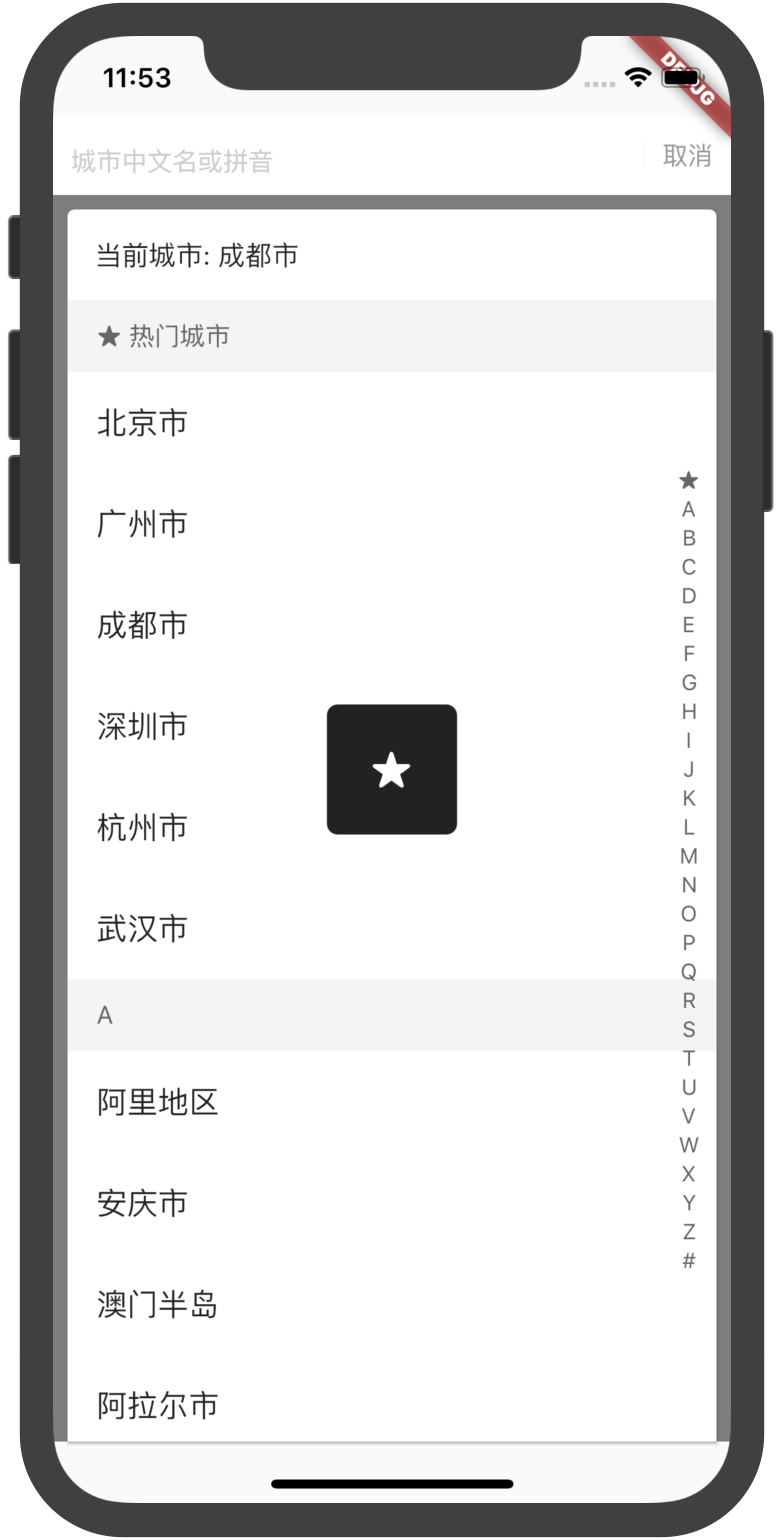 11:53
DEBUG
城市中文名或拼音
取消
当前城市: 成都市
★ 热门城市
北京市
广州市
成都市
深圳市
杭州市
武汉市
A
阿里地区
安庆市
澳门半岛
阿拉尔市
★
★
A
B
C
D
E
F
G
H
I
J
K
L
M
N
O
P
Q
R
S
T
U
V
W
X
Y
Z
#